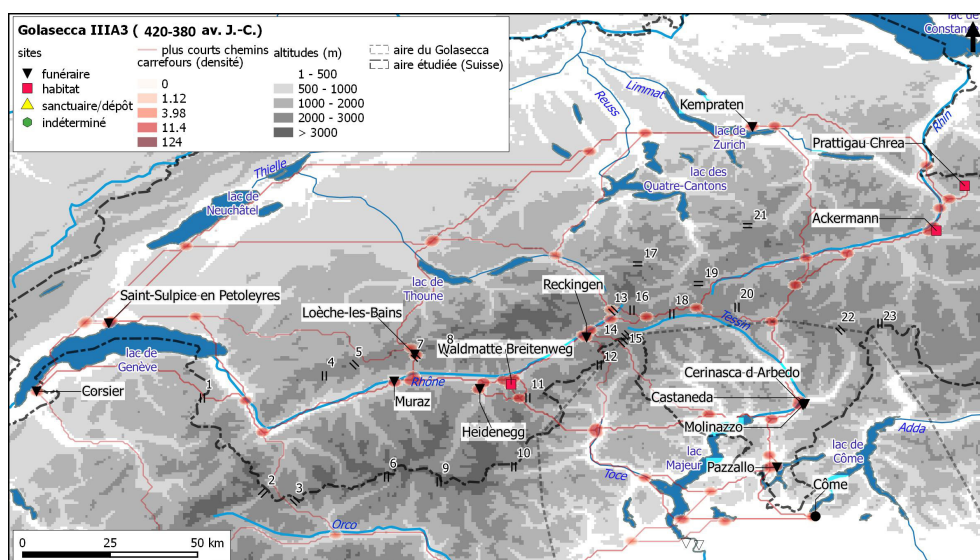 Golasecca IIIA3 ( 420-380 av. J.-C.)
sites
funéraire
habitat
sanctuaire/dépôt
indéterminé
plus courts chemins
carrefours (densité)
0
1.12
3.98
11.4
124
altitudes (m)
1 - 500
500 - 1000
1000 - 2000
2000 - 3000
> 3000
aire du Golasecca
aire étudiée (Suisse)
lac de
Constance
Rhin
Limmat
Reuss
Kempraten
lac de
Zurich
Prattigau-Chrea
Thielle
lac de
Neuchâtel
lac des
Quatre-Cantons
Ackermann
21
17
19
20
lac de
Thoune
Reckingen
13
16
18
14
15
12
Tessin
22
23
Saint-Sulpice en Petoleyres
Loèche-les-Bains
7
8
Waldmatte Breitenweg
4
5
lac de
Genève
Corsier
1
Rhône
Muraz
Heidenegg
11
Cerinasca d'Arbedo
Castaneda
Molinazzo
lac
Majeur
Pazzallo
lac de
Côme
Adda
Côme
Toce
10
9
6
2
3
Orco
0
25
50 km